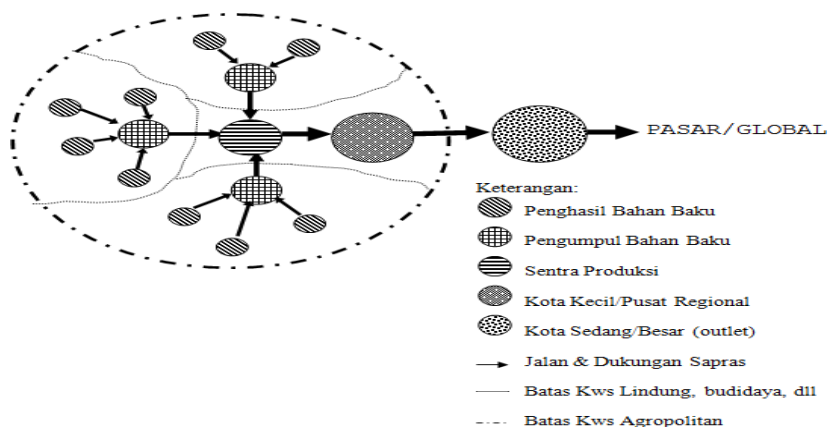 PASAR/GLOBAL
Keterangan:
Penghasil Bahan Baku
Pengumpul Bahan Baku
Sentra Produksi
Kota Kecil/Pusat Regional
Kota Sedang/Besar (outlet)
Jalan & Dukungan Sapras
Batas Kws Lindung, budidaya, dll
Batas Kws Agropolitan